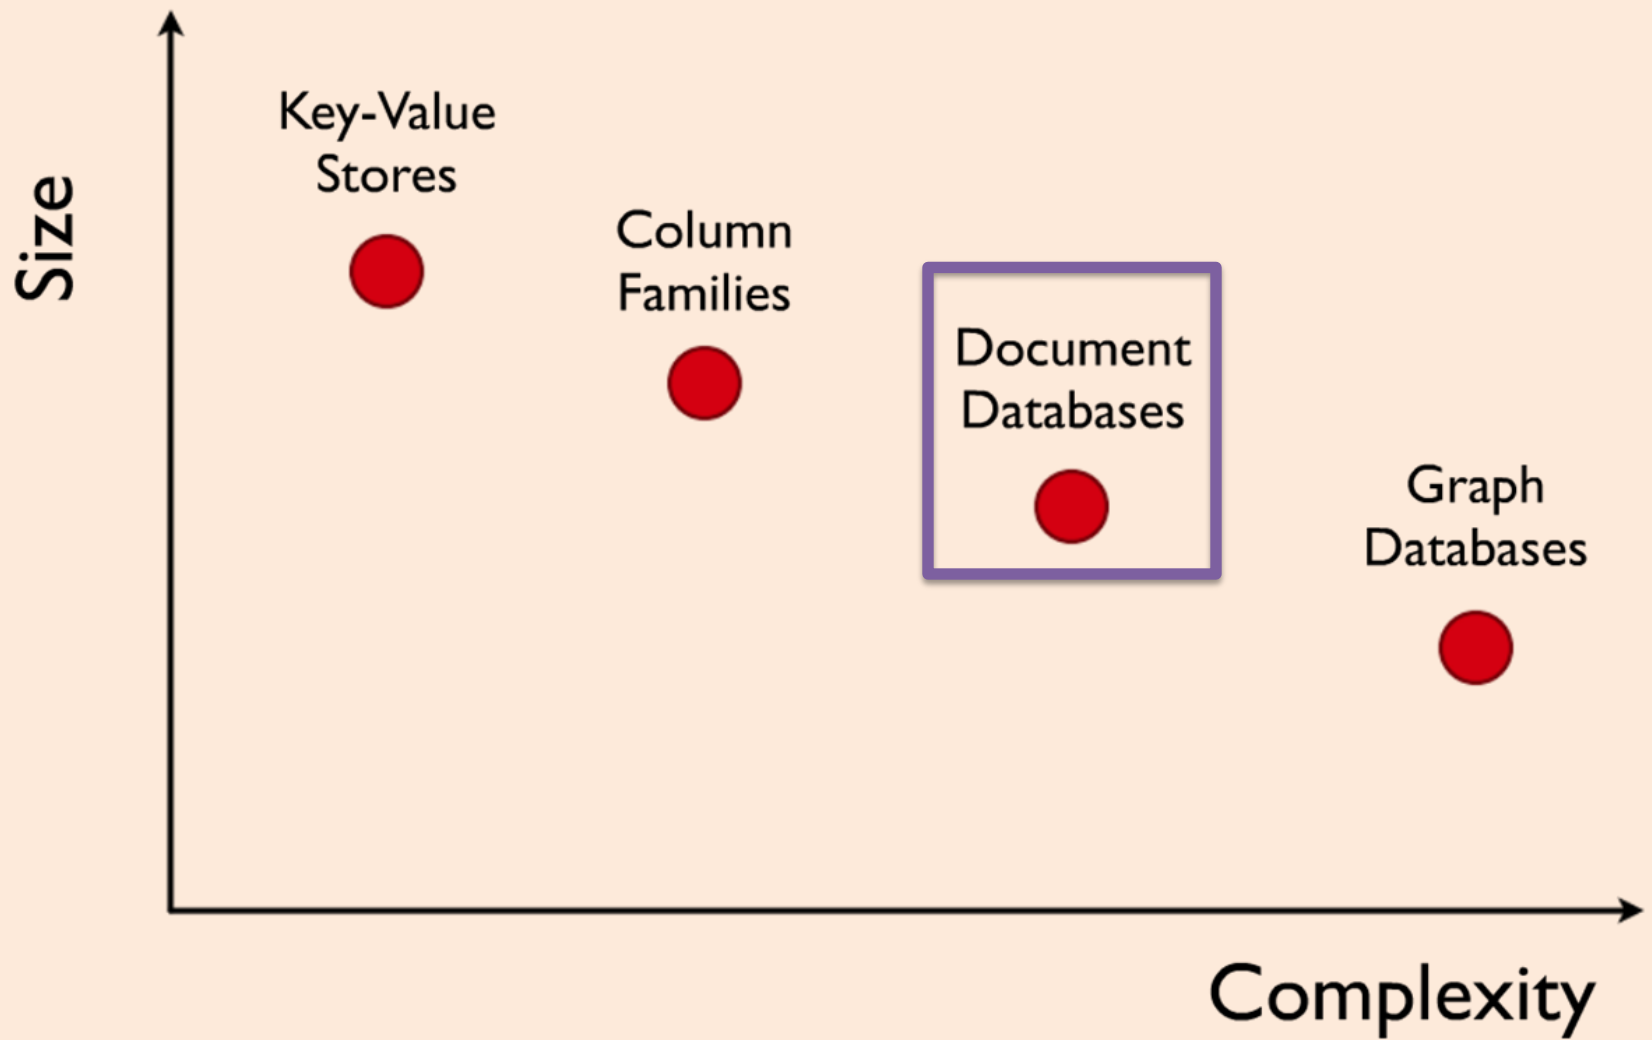 Size
Key-Value
Stores
Column
Families
Document
Databases
Graph
Databases
Complexity